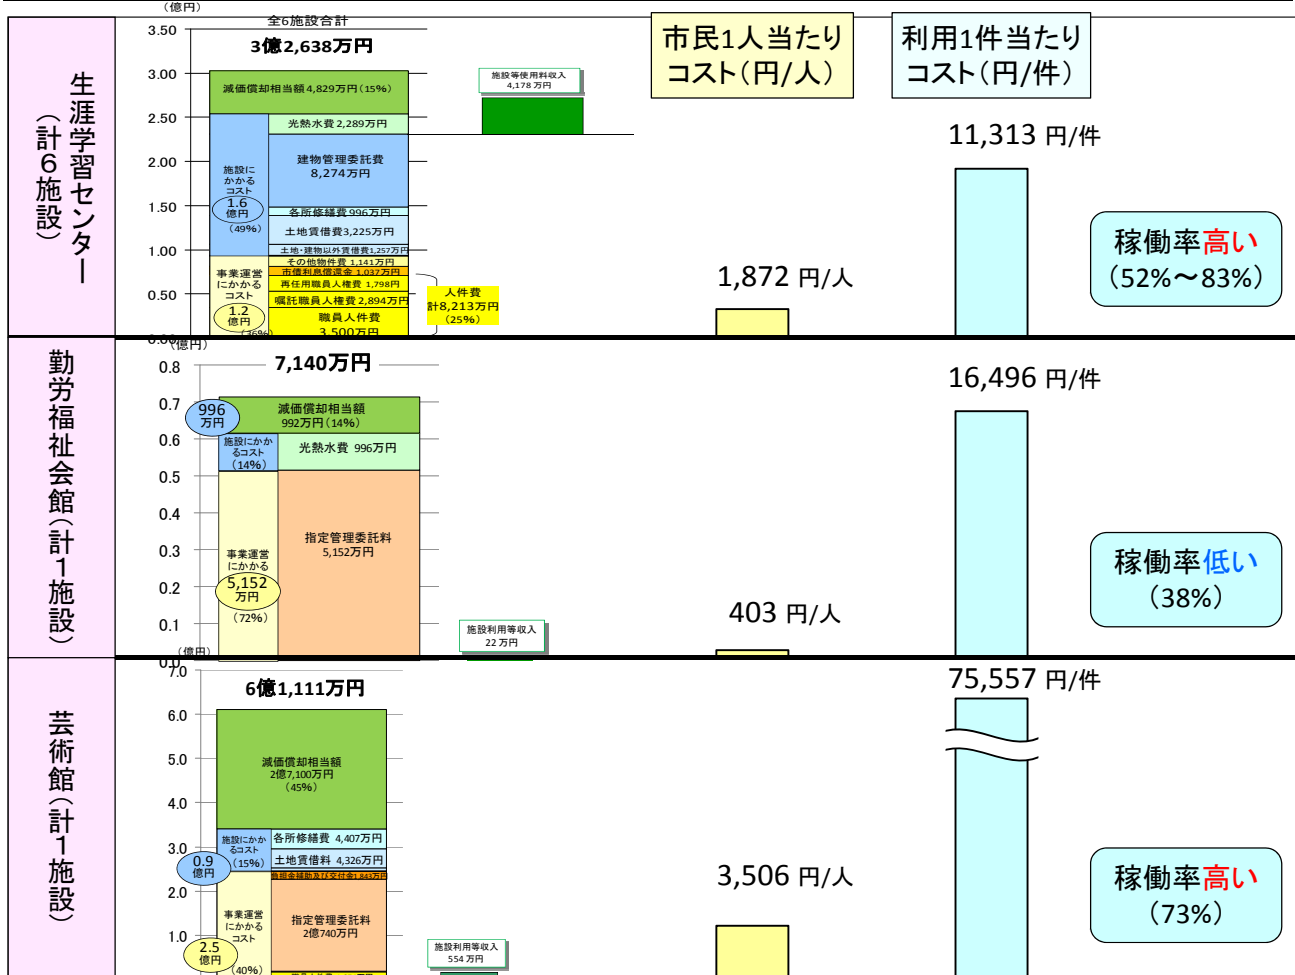 （億円）
全6施設合計
3億2,638万円
市民1人当たり
コスト（円/人）
利用1件当たり
コスト（円/件）
生涯学習センター
（計６施設）
3.50
3.00
2.50
2.00
1.50
1.00
0.50
0.00
減価償却相当額4,829万円(15%)
光熱水費2,289万円
建物管理委託費
8,274万円
各所修繕費996万円
土地賃借費3,225万円
土地・建物以外賃借費1,257万円
その他物件費 1,141万円
市債利息償還金 1,037万円
再任用職員人権費 1,798円
嘱託職員人権費2,894万円
職員人件費
3,500万円
施設に
かかる
コスト
1.6
億円
(49%)
事業運営
にかかる
コスト
1.2
億円
(36%)
人件費
計8,213万円
(25%)
施設等使用料収入
4,178 万円
1,872 円/人
11,313 円/件
稼働率高い
（52%～83%）
勤労福祉会館（計１施設）
（億円）
7,140万円
0.8
0.7
0.6
0.5
0.4
0.3
0.2
0.1
0.0
996
万円
減価償却相当額
992万円(14%)
施設にかか
るコスト
(14%)
光熱水費 996万円
指定管理委託料
5,152万円
事業運営
にかかる
5,152
万円
(72%)
施設利用等収入
22 万円
403 円/人
16,496 円/件
稼働率低い
（38%）
芸術館（計１施設）
（億円）
6億1,111万円
7.0
6.0
5.0
4.0
3.0
2.0
1.0
減価償却相当額
2億7,100万円
(45%)
施設にかか
るコスト
(15%)
0.9
億円
各所修繕費 4,407万円
土地賃借料 4,326万円
負担金補助及び交付金1,843万円
指定管理委託料
2億740万円
事業運営
にかかる
コスト
2.5
億円
(40%)
施設利用等収入
554 万円
3,506 円/人
75,557 円/件
稼働率高い
（73%）